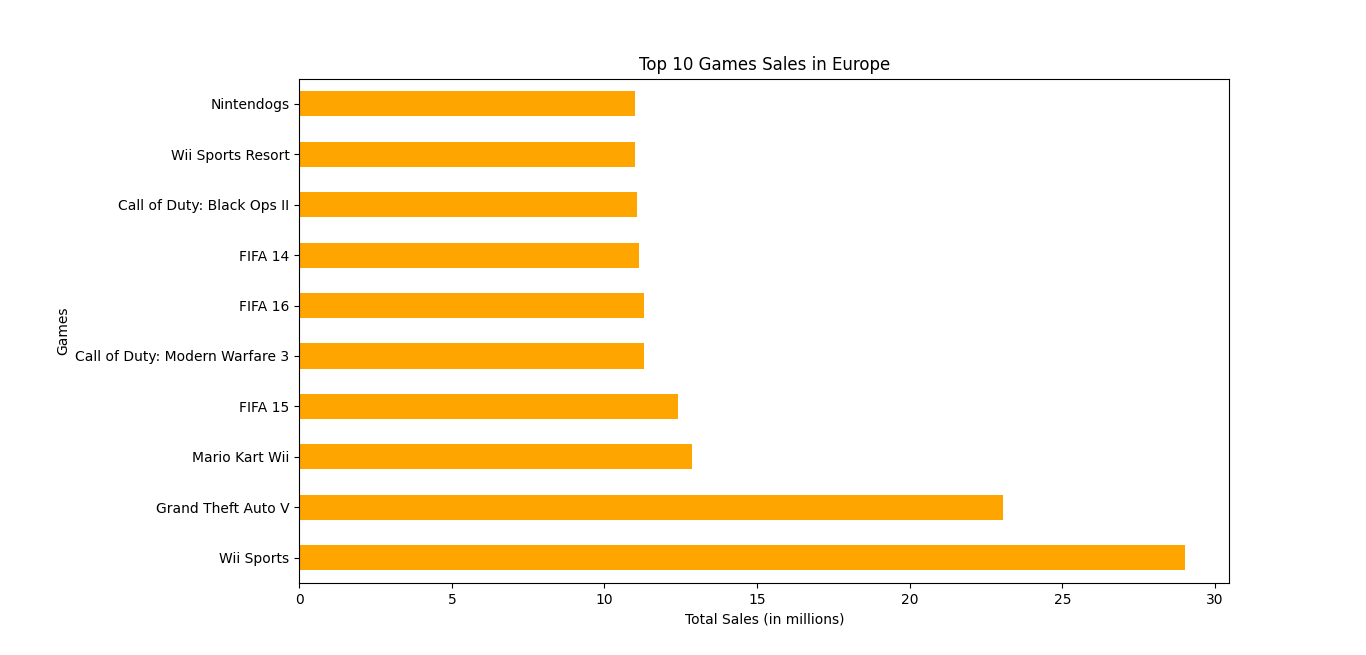 Top 10 Games Sales in Europe
Nintendogs
Wii Sports Resort
Call of Duty: Black Ops II
FIFA 14
FIFA 16
Call of Duty: Modern Warfare 3
FIFA 15
Mario Kart Wii
Grand Theft Auto V
Wii Sports
Games
0 5 10 15 20 25 30
Total Sales (in millions)